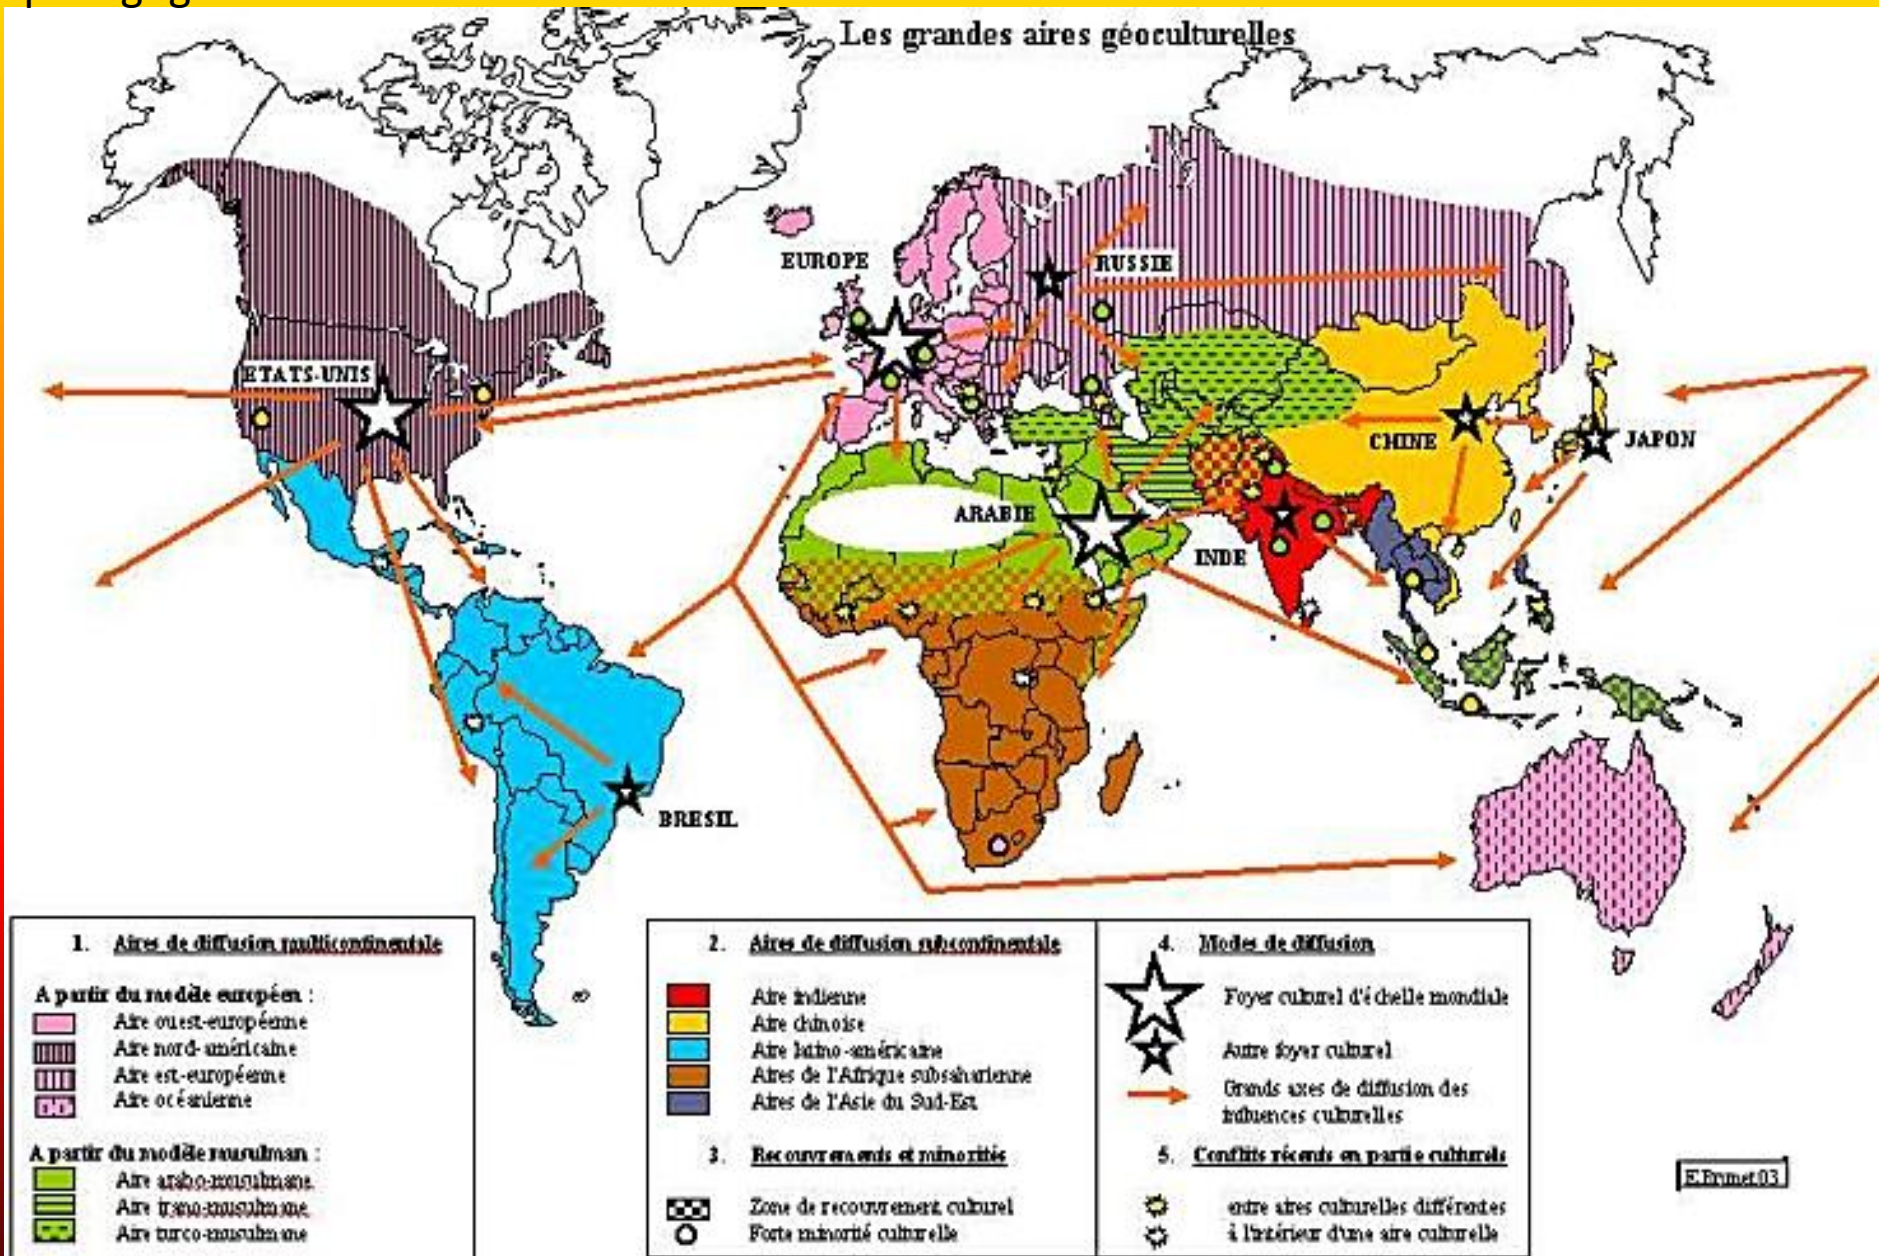 Les grandes aires géoculturelles
EUROPE
RUSSIE
ETATS-UNIS
CHINE
JAPON
ARABIE
INDE
BRESIL
1. Aires de diffusion multicontinentale
A partir du modèle européen :
Aire ouest-européenne
Aire nord-américaine
Aire est-européenne
Aire océanienne
A partir du modèle musulman :
Aire arabo-musulmane
Aire irano-musulmane
Aire turco-musulmane
2. Aires de diffusion subcontinentale
Aire indienne
Aire chinoise
Aire latino-américaine
Aires de l'Afrique subsaharienne
Aires de l'Asie du Sud-Est
3. Recouvrements et minorités
Zone de recouvrement culturel
Forte minorité culturelle
4. Modes de diffusion
Foyer culturel d'échelle mondiale
Autre foyer culturel
Grands axes de diffusion des
influences culturelles
5. Conflits récents en partie culturels
entre aires culturelles différentes
à l'intérieur d'une aire culturelle
E.Brunet 03